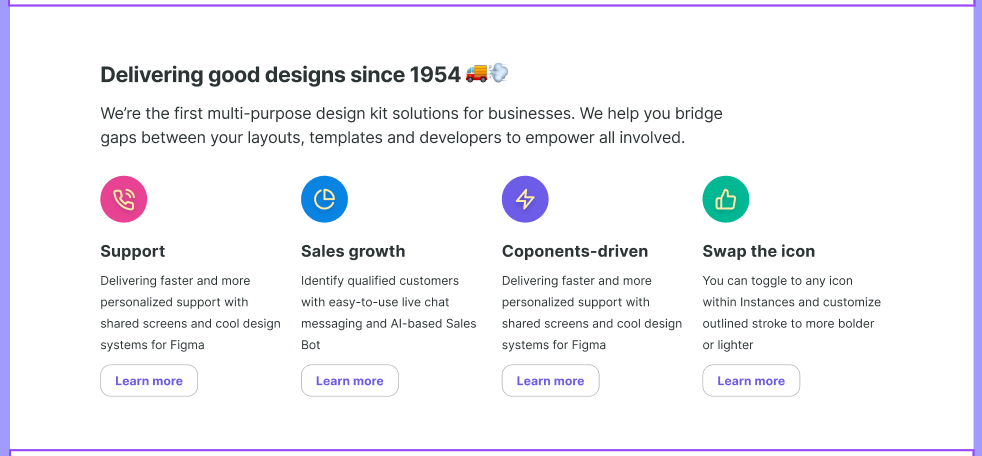 Delivering good designs since 1954 🚚💨
We’re the first multi-purpose design kit solutions for businesses. We help you bridge
gaps between your layouts, templates and developers to empower all involved.
Support
Delivering faster and more
personalized support with
shared screens and cool design
systems for Figma
Learn more
Sales growth
Identify qualified customers
with easy-to-use live chat
messaging and AI-based Sales
Bot
Learn more
Coponents-driven
Delivering faster and more
personalized support with
shared screens and cool design
systems for Figma
Learn more
Swap the icon
You can toggle to any icon
within Instances and customize
outlined stroke to more bolder
or lighter
Learn more